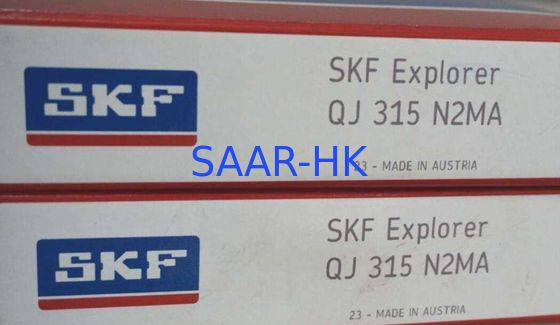 SKF
SKF Explorer
QJ 315 N2MA
SAAR-HK
23 - MADE IN AUSTRIA
SKF
SKF Explorer
QJ 315 N2MA
23 - MADE IN AUSTRIA